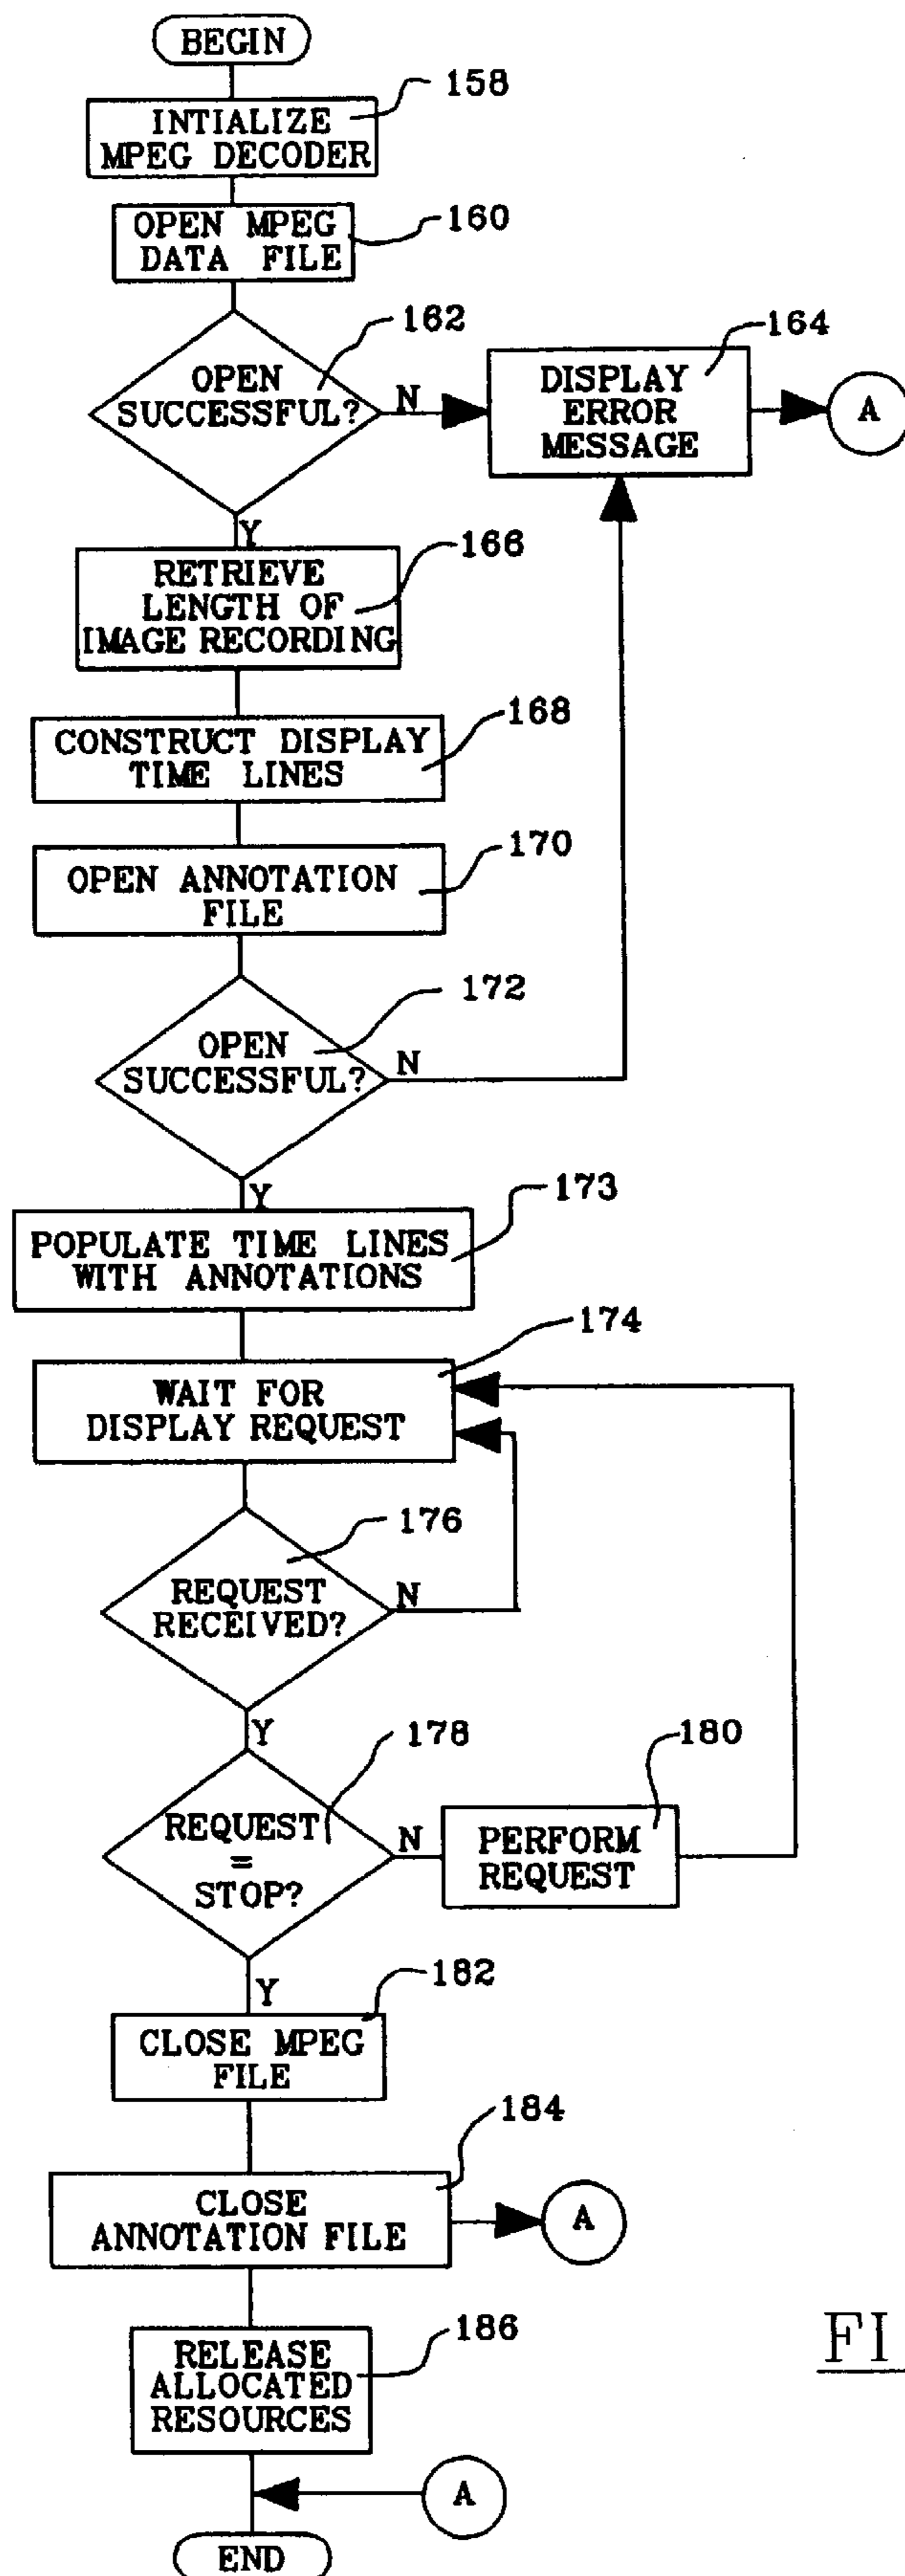 BEGIN
158
INTIALIZE
MPEG DECODER
160
OPEN MPEG
DATA FILE
162
OPEN
SUCCESSFUL?
N
164
DISPLAY
ERROR
MESSAGE
A
Y
166
RETRIEVE
LENGTH OF
IMAGE RECORDING
168
CONSTRUCT DISPLAY
TIME LINES
170
OPEN ANNOTATION
FILE
172
OPEN
SUCCESSFUL?
N
Y
173
POPULATE TIME LINES
WITH ANNOTATIONS
174
WAIT FOR
DISPLAY REQUEST
176
REQUEST
RECEIVED?
N
Y
178
REQUEST
=
STOP?
N
180
PERFORM
REQUEST
Y
182
CLOSE MPEG
FILE
184
CLOSE
ANNOTATION FILE
A
186
RELEASE
ALLOCATED
RESOURCES
FI
A
END